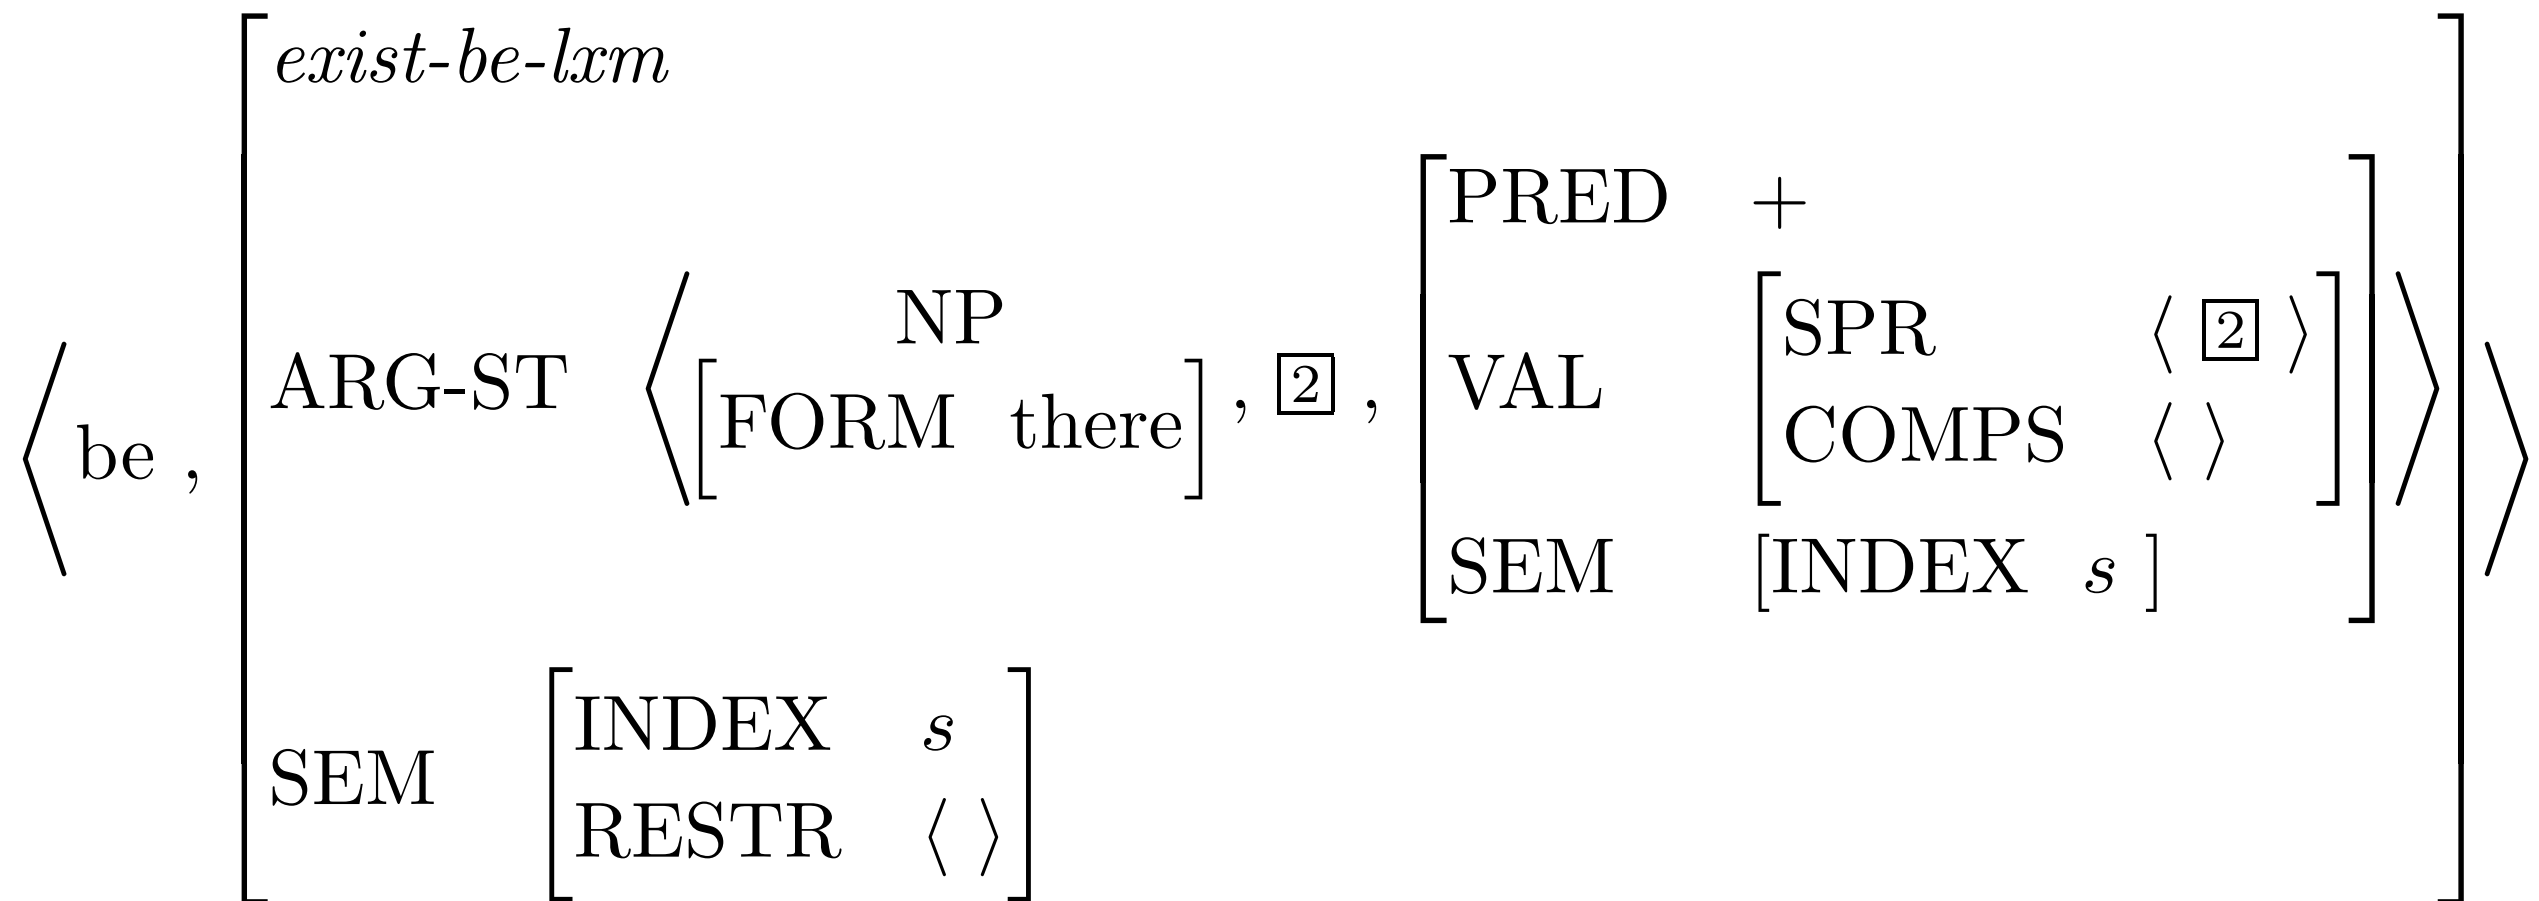 exist-be-lxm
PRED +
NP
SPR ⟨ 2 ⟩
⟨ be , ARG-ST ⟨ [FORM there] , 2 , VAL
COMPS ⟨ ⟩
SEM [INDEX s ] ⟩ ⟩
INDEX s
SEM
RESTR ⟨ ⟩